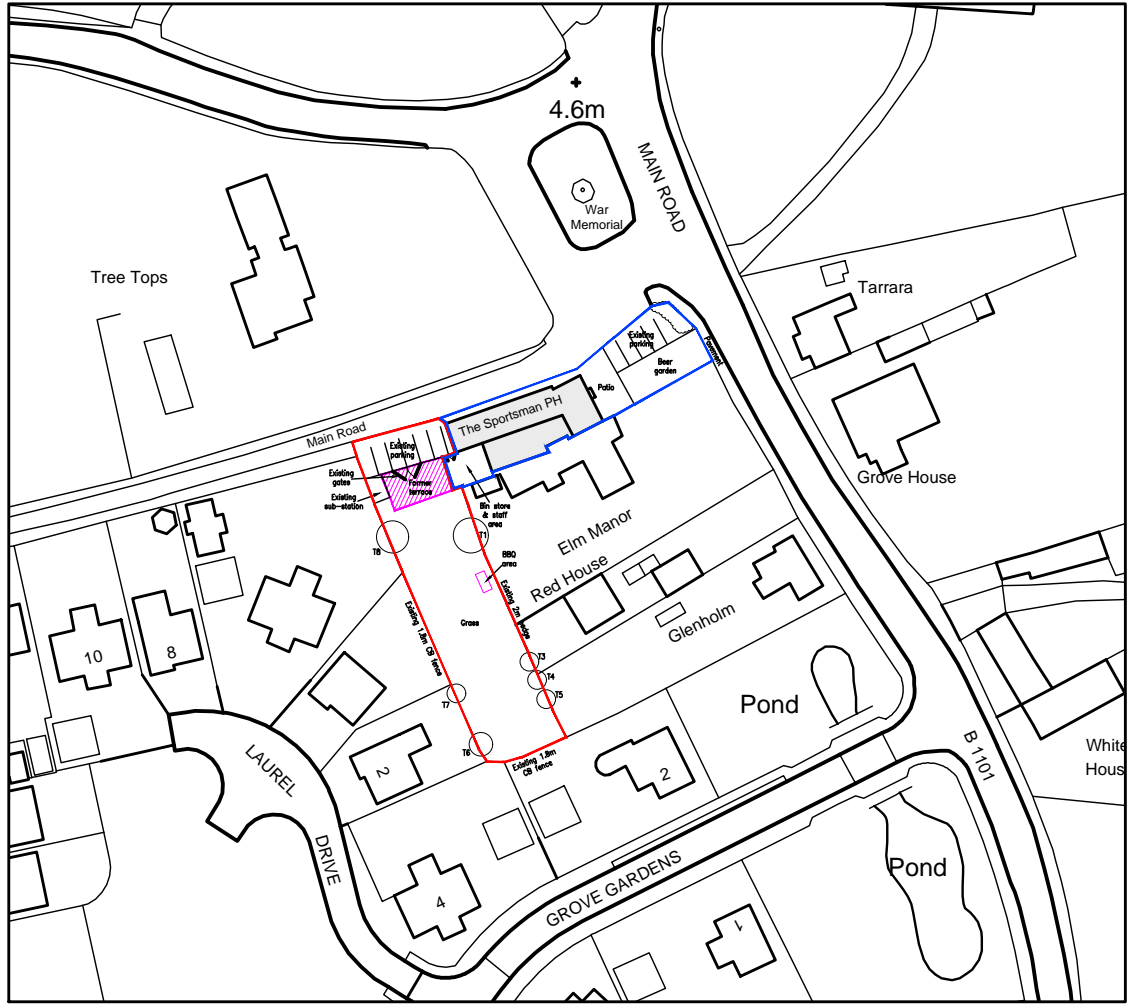 4.6m
MAIN ROAD
War
Memorial
Tree Tops
Tarrara
Existing
parking
Beer
garden
Pavement
Patio
The Sportsman PH
Main Road
Existing
parking
Existing
gates
Former
terrace
Existing
sub-station
Bin store
& staff
area
Grove House
T8
T1
Elm Manor
BBQ
area
Red House
Existing 2m hedge
Existing 1.8m CB fence
Grass
Glenholm
10
8
T3
T4
T5
T7
T6
Existing 1.8m
CB fence
Pond
2
2
B 1101
White
Hous
LAUREL
DRIVE
GROVE GARDENS
Pond
4
1